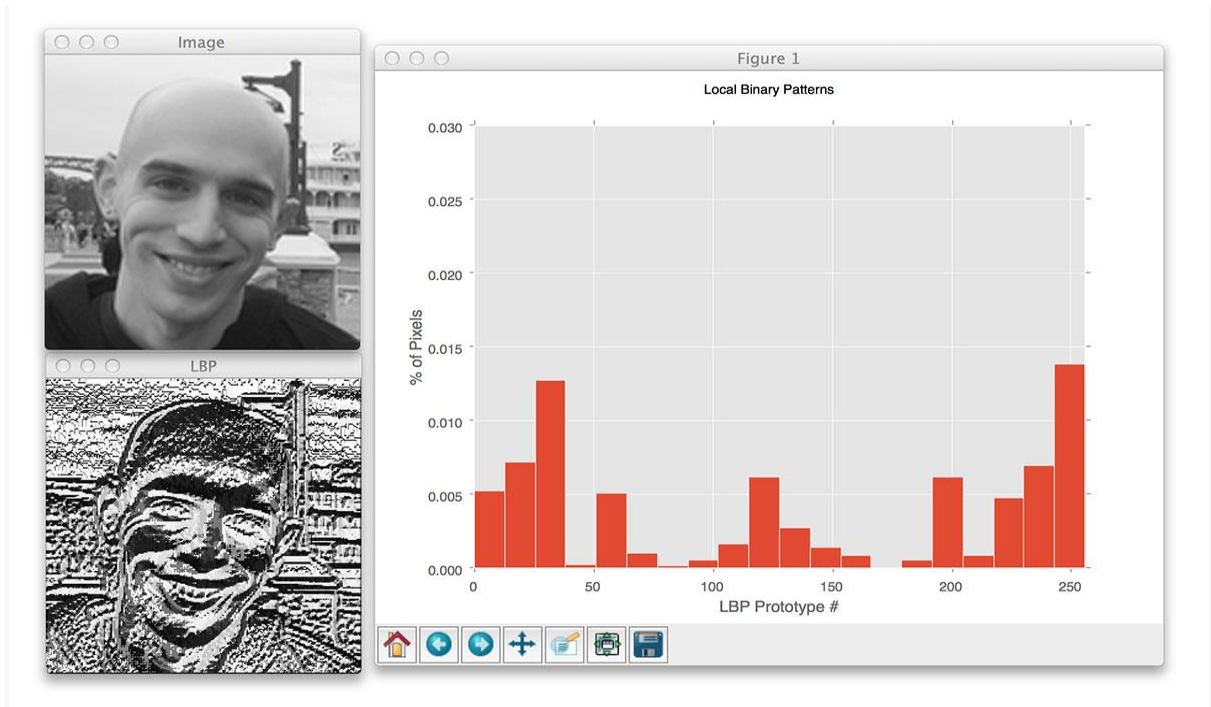 Image
LBP
Figure 1
Local Binary Patterns
0.030
0.025
0.020
0.015
0.010
0.005
0.000
% of Pixels
0
50
100
150
200
250
LBP Prototype #